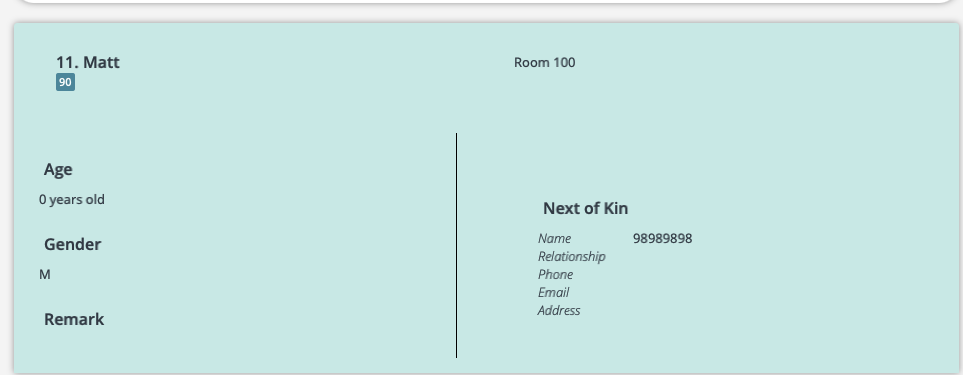 11. Matt
90
Room 100
Age
0 years old
Gender
M
Remark
Next of Kin
Name 98989898
Relationship
Phone
Email
Address